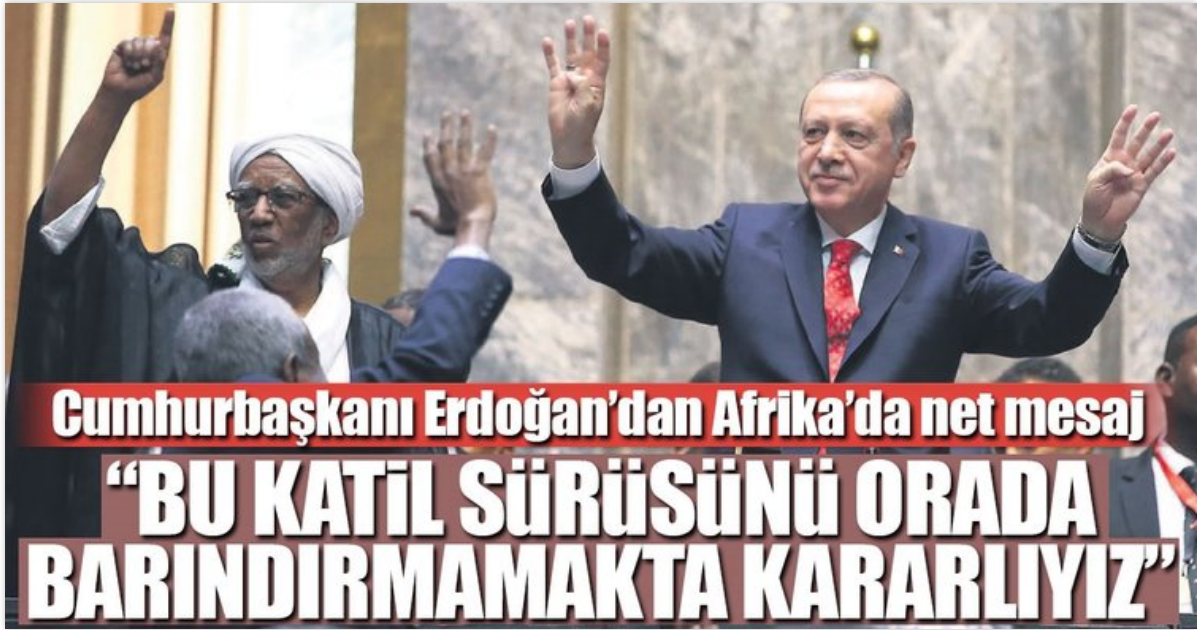 Cumhurbaşkanı Erdoğan’dan Afrika’da net mesaj
“BU KATİL SÜRÜSÜNÜ ORADA
BARINDIRMAMAKTA KARARLIYIZ”